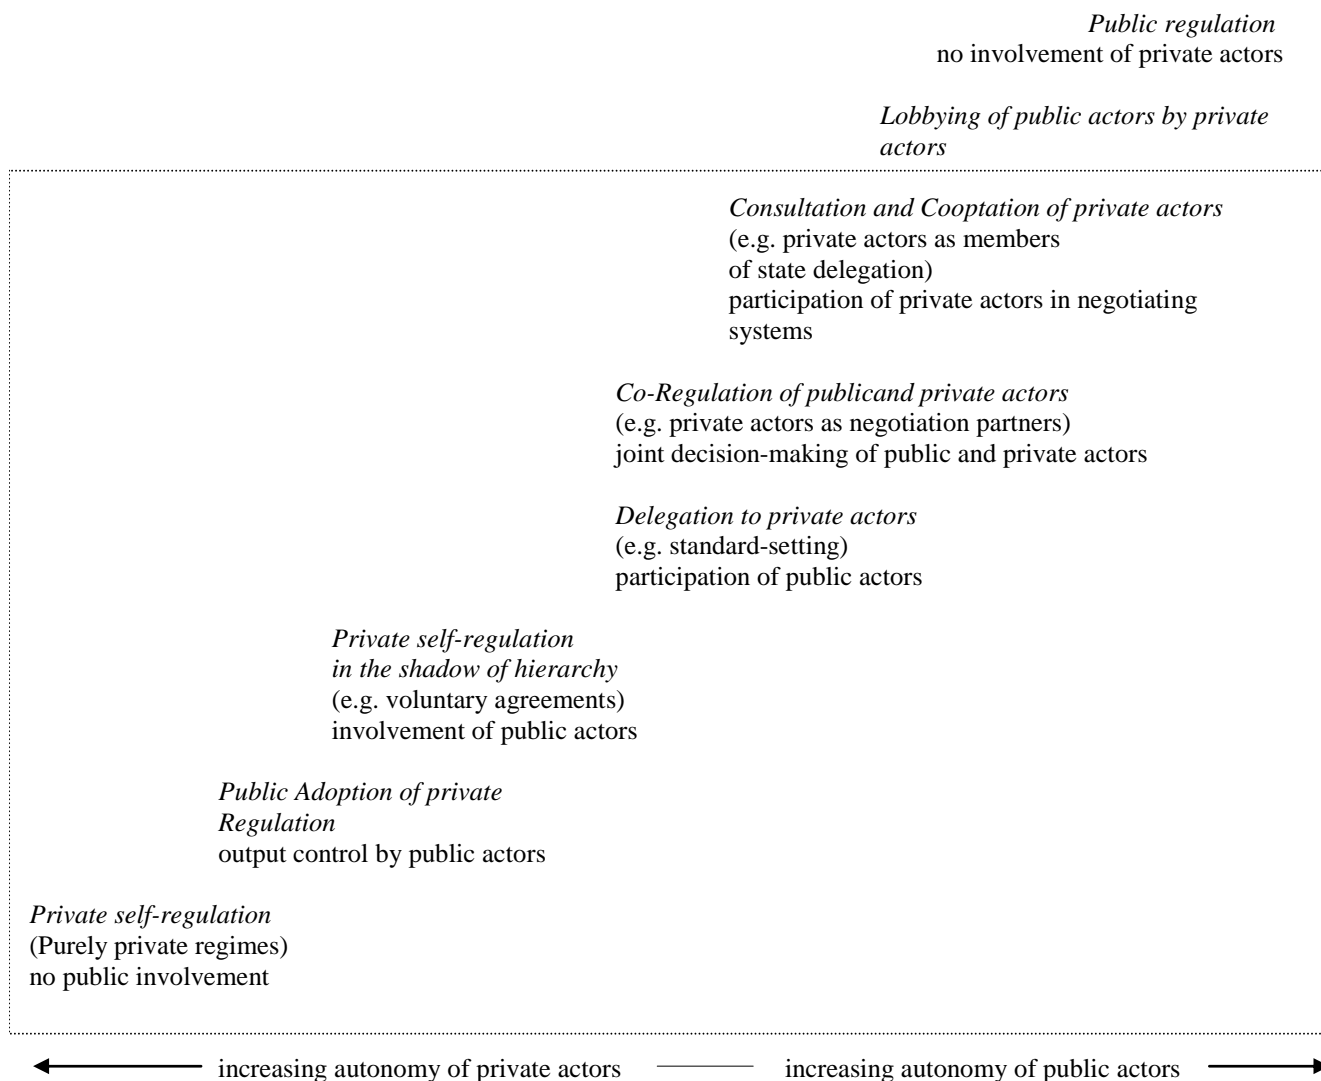 Public regulation
no involvement of private actors
Lobbying of public actors by private
actors
Consultation and Cooptation of private actors
(e.g. private actors as members
of state delegation)
participation of private actors in negotiating
systems
Co-Regulation of publicand private actors
(e.g. private actors as negotiation partners)
joint decision-making of public and private actors
Delegation to private actors
(e.g. standard-setting)
participation of public actors
Private self-regulation
in the shadow of hierarchy
(e.g. voluntary agreements)
involvement of public actors
Public Adoption of private
Regulation
output control by public actors
Private self-regulation
(Purely private regimes)
no public involvement
increasing autonomy of private actors increasing autonomy of public actors